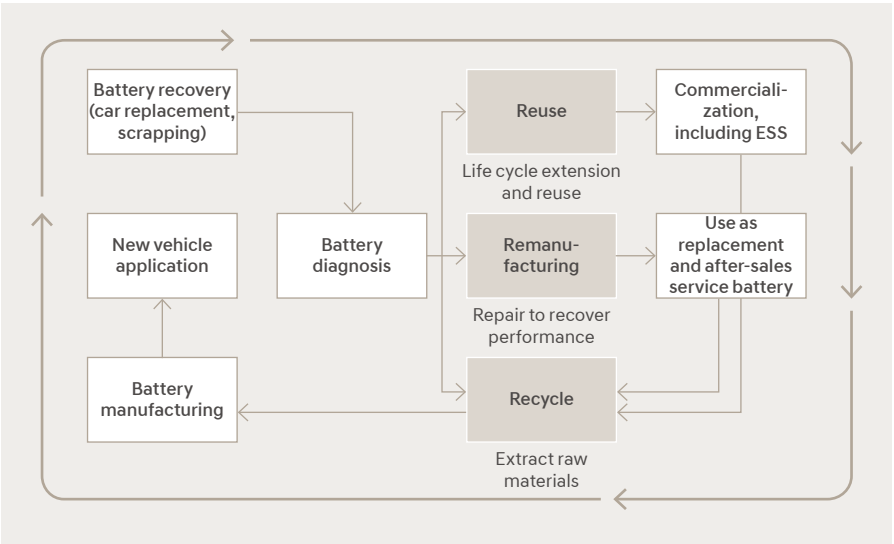 Battery recovery
(car replacement,
scrapping)
Reuse
Commerciali-
zation,
including ESS
Life cycle extension
and reuse
New vehicle
application
Battery
diagnosis
Remanu-
facturing
Use as
replacement
and after-sales
service battery
Repair to recover
performance
Battery
manufacturing
Recycle
Extract raw
materials